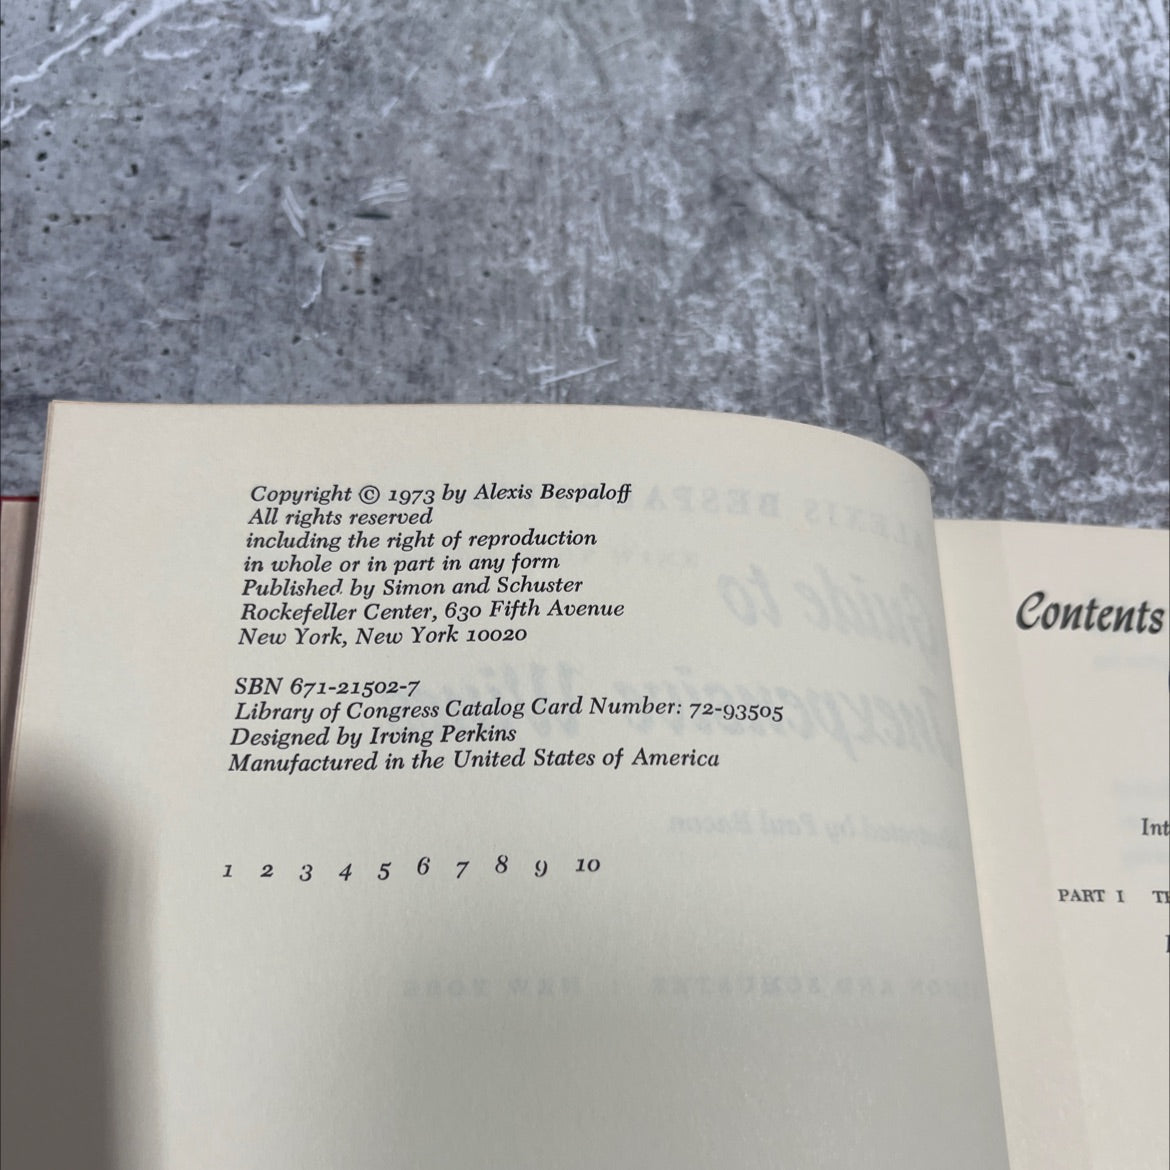 Copyright © 1973 by Alexis Bespaloff
All rights reserved
including the right of reproduction
in whole or in part in any form
Published by Simon and Schuster
Rockefeller Center, 630 Fifth Avenue
New York, New York 10020
SBN 671-21502-7
Library of Congress Catalog Card Number: 72-93505
Designed by Irving Perkins
Manufactured in the United States of America
1 2 3 4 5 6 7 8 9 10
Contents
Int
PART I